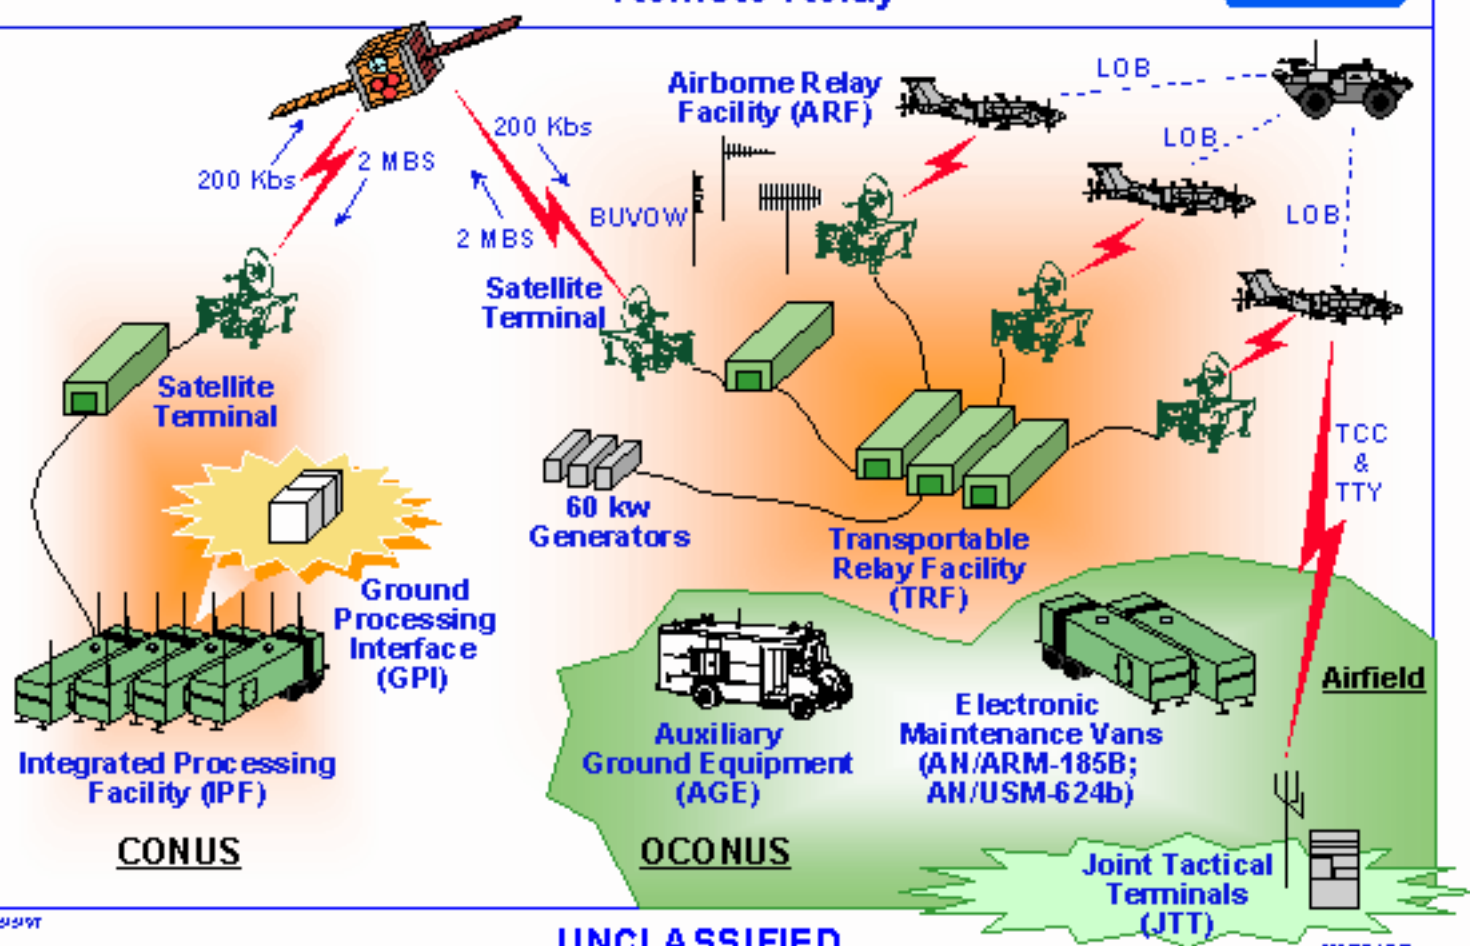 Remote Relay
Airborne Relay
Facility (ARF)
LOB
LOB
LOB
200 Kbs
2 MBS
200 Kbs
2 MBS
BUVOW
Satellite
Terminal
Satellite
Terminal
TCC
&
TTY
60 kw
Generators
Transportable
Relay Facility
(TRF)
Ground
Processing
Interface
(GPI)
Airfield
Auxiliary
Ground Equipment
(AGE)
Electronic
Maintenance Vans
(AN/ARM-185B;
AN/USM-624b)
Integrated Processing
Facility (IPF)
CONUS
OCONUS
Joint Tactical
Terminals
(JTT)
UNCLASSIFIED